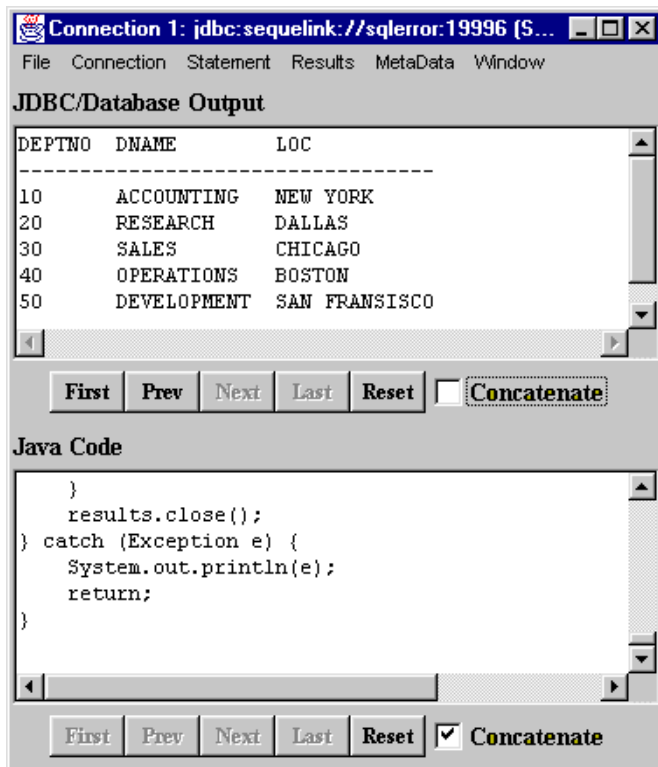 Connection 1: jdbc:sequelink://sqlerror:19996 (S...
File Connection Statement Results MetaData Window
JDBC/Database Output
DEPTNO DNAME LOC
----------------------------------
10 ACCOUNTING NEW YORK
20 RESEARCH DALLAS
30 SALES CHICAGO
40 OPERATIONS BOSTON
50 DEVELOPMENT SAN FRANSISCO
First Prev Next Last Reset Concatenate
Java Code
}
results.close();
} catch (Exception e) {
System.out.println(e);
return;
}
First Prev Next Last Reset Concatenate